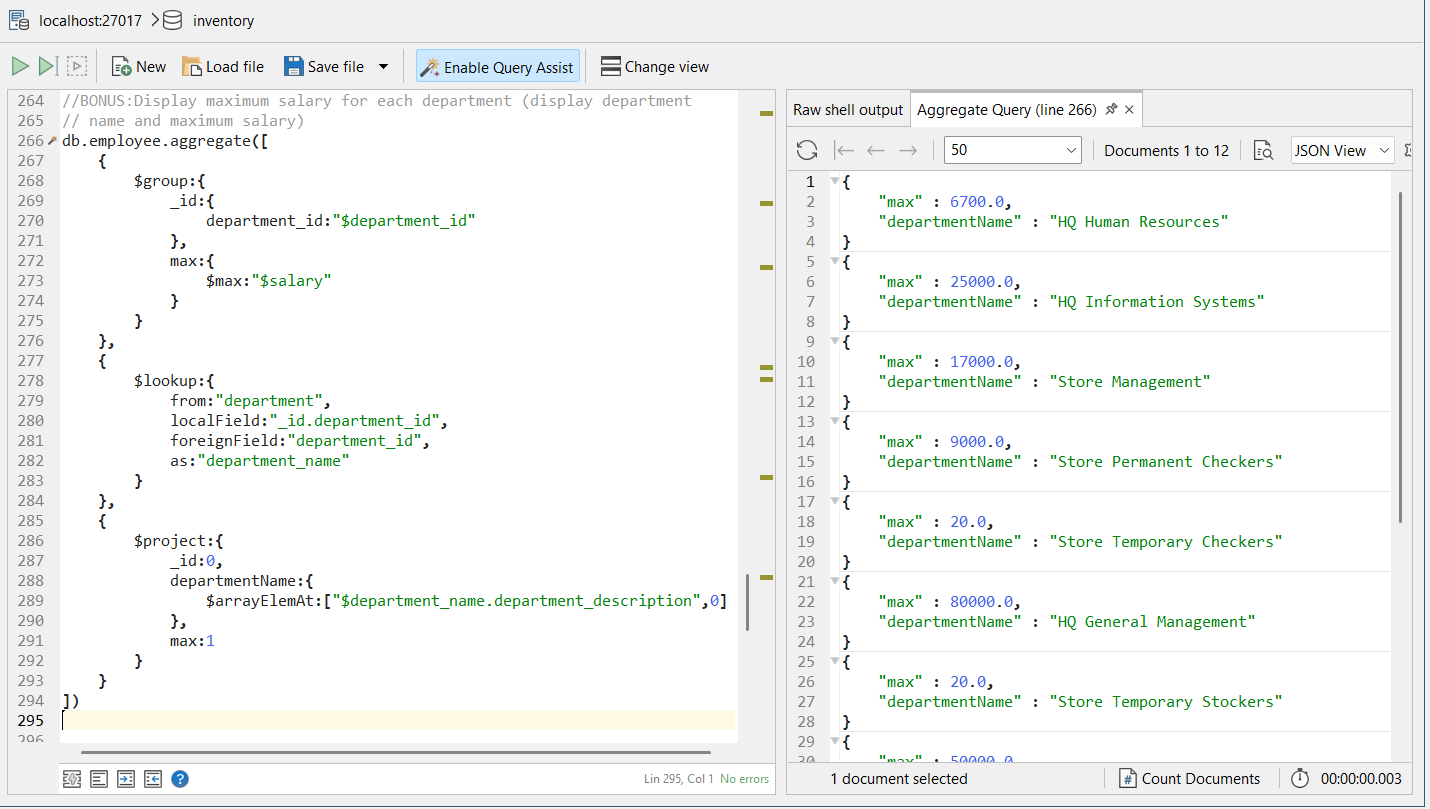 localhost:27017 inventory
New Load file Save file Enable Query Assist Change view
264 //BONUS:Display maximum salary for each department (display department
265 // name and maximum salary)
266 db.employee.aggregate([
267 {
268 $group:{
269 _id:{
270 department_id:"$department_id"
271 },
272 max:{
273 $max:"$salary"
274 }
275 }
276 },
277 {
278 $lookup:{
279 from:"department",
280 localField:"_id.department_id",
281 foreignField:"department_id",
282 as:"department_name"
283 }
284 },
285 {
286 $project:{
287 _id:0,
288 departmentName:{
289 $arrayElemAt:["$department_name.department_description",0]
290 },
291 max:1
292 }
293 }
294 ])
295
296
Lin 295, Col 1 No errors
Raw shell output Aggregate Query (line 266)
50 Documents 1 to 12 JSON View
1 {
2 "max" : 6700.0,
3 "departmentName" : "HQ Human Resources"
4 }
5 {
6 "max" : 25000.0,
7 "departmentName" : "HQ Information Systems"
8 }
9 {
10 "max" : 17000.0,
11 "departmentName" : "Store Management"
12 }
13 {
14 "max" : 9000.0,
15 "departmentName" : "Store Permanent Checkers"
16 }
17 {
18 "max" : 20.0,
19 "departmentName" : "Store Temporary Checkers"
20 }
21 {
22 "max" : 80000.0,
23 "departmentName" : "HQ General Management"
24 }
25 {
26 "max" : 20.0,
27 "departmentName" : "Store Temporary Stockers"
28 }
29 {
30 "max" : 50000.0
1 document selected Count Documents 00:00:00.003